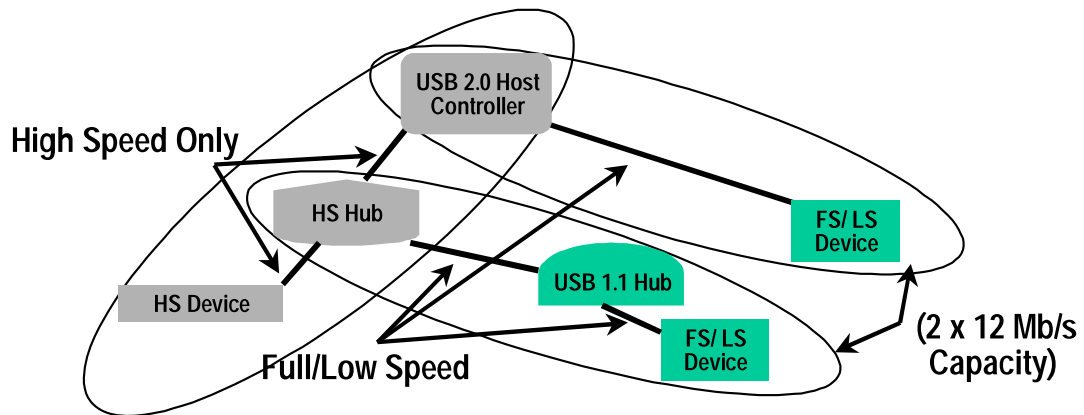 USB 2.0 Host
Controller
High Speed Only
HS Hub
FS/ LS
Device
USB 1.1 Hub
HS Device
FS/ LS
Device
(2 x 12 Mb/s
Capacity)
Full/Low Speed